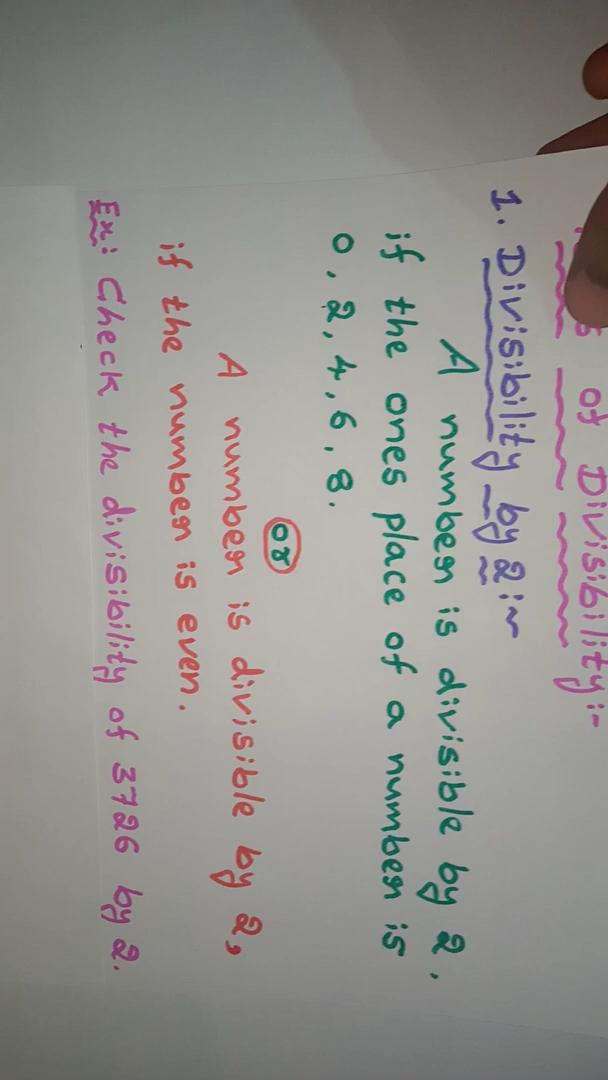 of Divisibility:-
1. Divisibility by 2:~
A number is divisible by 2.
if the ones place of a number is
0, 2, 4, 6, 8.
or
A number is divisible by 2,
if the number is even.
Ex: Check the divisibility of 3726 by 2.